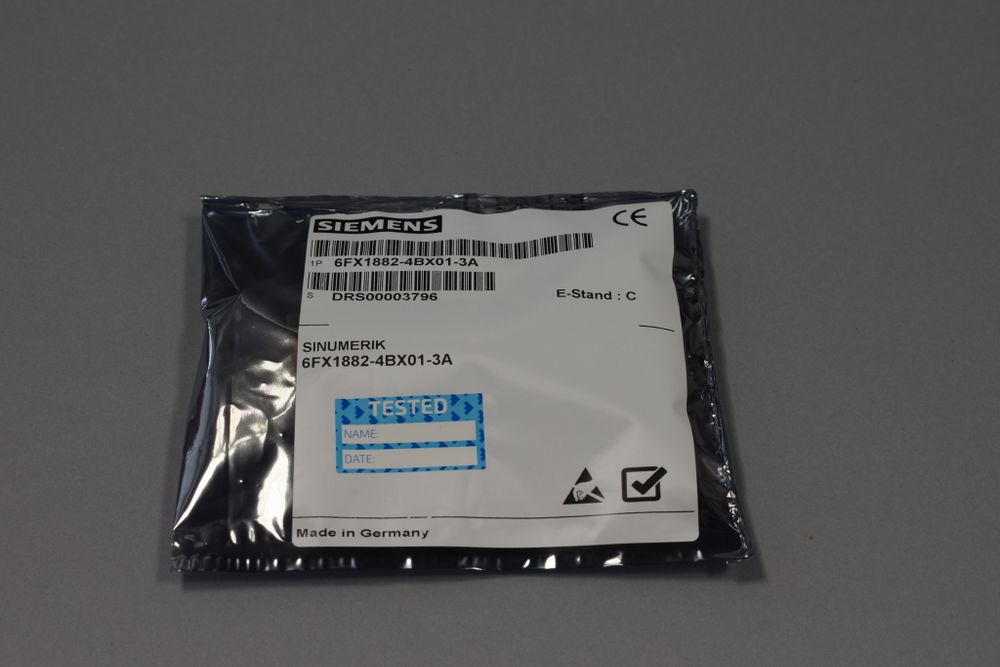 SIEMENS
CE
1P 6FX1882-4BX01-3A
S DRS00003796
E-Stand : C
SINUMERIK
6FX1882-4BX01-3A
TESTED
NAME:
DATE:
Made in Germany